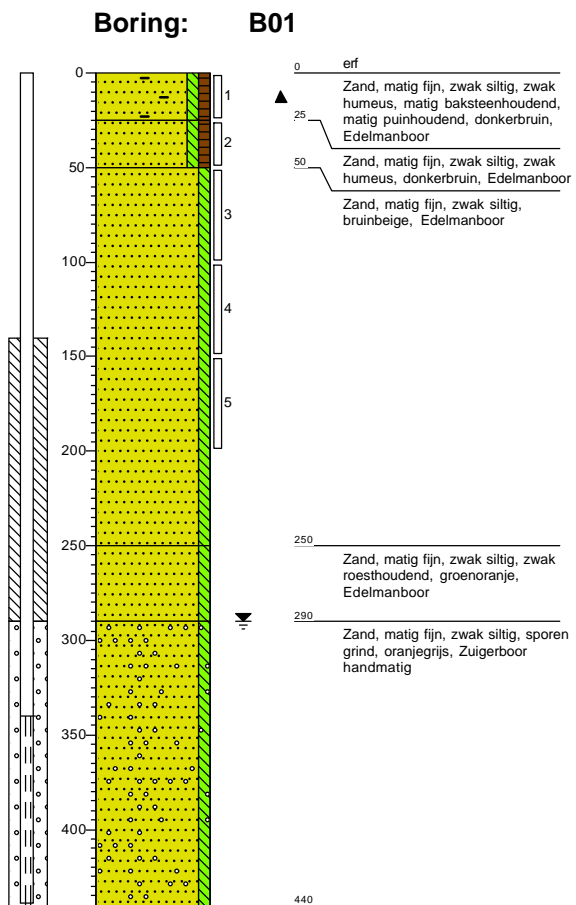 Boring: B01
0
50
100
150
200
250
300
350
400
1
2
3
4
5
0 erf
Zand, matig fijn, zwak siltig, zwak
humeus, matig baksteenhoudend,
matig puinhoudend, donkerbruin,
Edelmanboor
25
Zand, matig fijn, zwak siltig, zwak
humeus, donkerbruin, Edelmanboor
50
Zand, matig fijn, zwak siltig,
bruinbeige, Edelmanboor
250
Zand, matig fijn, zwak siltig, zwak
roesthoudend, groenoranje,
Edelmanboor
290
Zand, matig fijn, zwak siltig, sporen
grind, oranjegrijs, Zuigerboor
handmatig
440